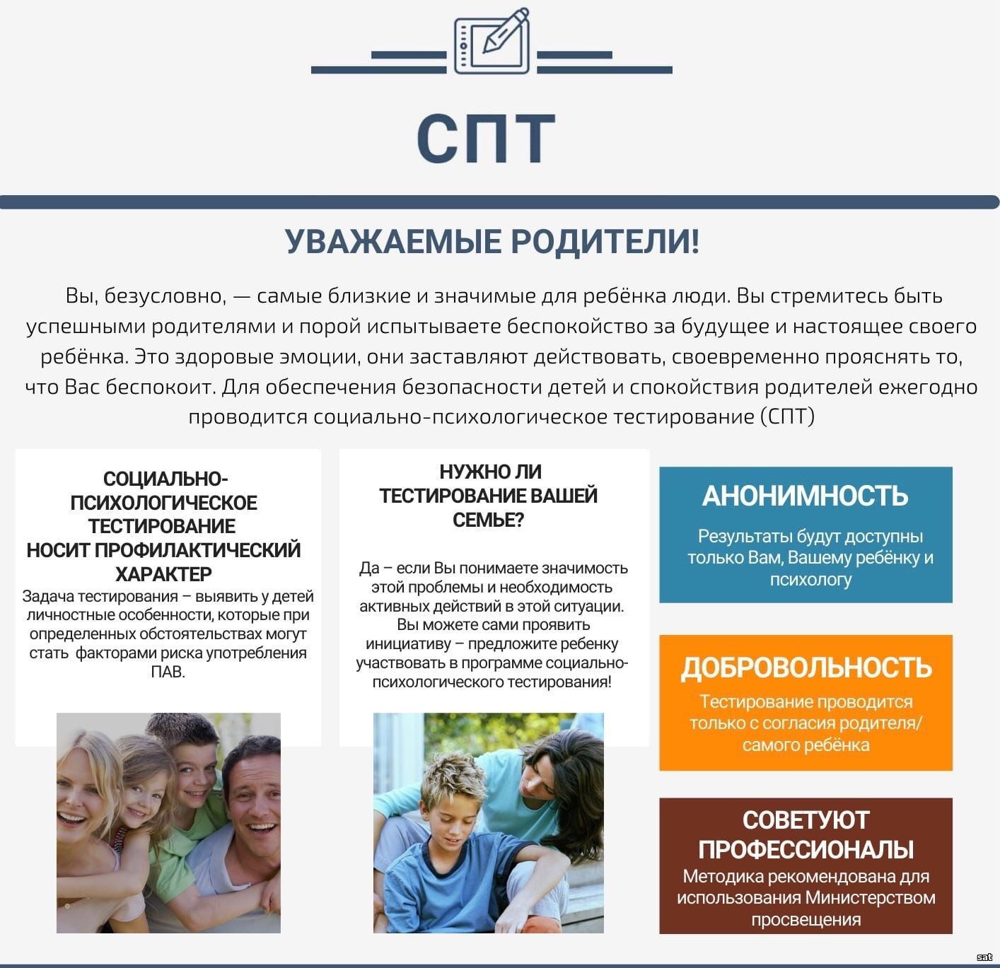 СПТ
УВАЖАЕМЫЕ РОДИТЕЛИ!
Вы, безусловно, — самые близкие и значимые для ребёнка люди. Вы стремитесь быть
успешными родителями и порой испытываете беспокойство за будущее и настоящее своего
ребёнка. Это здоровые эмоции, они заставляют действовать, своевременно прояснять то,
что Вас беспокоит. Для обеспечения безопасности детей и спокойствия родителей ежегодно
проводится социально-психологическое тестирование (СПТ)
СОЦИАЛЬНО-
ПСИХОЛОГИЧЕСКОЕ
ТЕСТИРОВАНИЕ
НОСИТ ПРОФИЛАКТИЧЕСКИЙ
ХАРАКТЕР
Задача тестирования – выявить у детей
личностные особенности, которые при
определенных обстоятельствах могут
стать факторами риска употребления
ПАВ.
НУЖНО ЛИ
ТЕСТИРОВАНИЕ ВАШЕЙ
СЕМЬЕ?
Да – если Вы понимаете значимость
этой проблемы и необходимость
активных действий в этой ситуации.
Вы можете сами проявить
инициативу – предложите ребенку
участвовать в программе социально-
психологического тестирования!
АНОНИМНОСТЬ
Результаты будут доступны
только Вам, Вашему ребёнку и
психологу
ДОБРОВОЛЬНОСТЬ
Тестирование проводится
только с согласия родителя/
самого ребёнка
СОВЕТУЮТ
ПРОФЕССИОНАЛЫ
Методика рекомендована для
использования Министерством
просвещения
sat